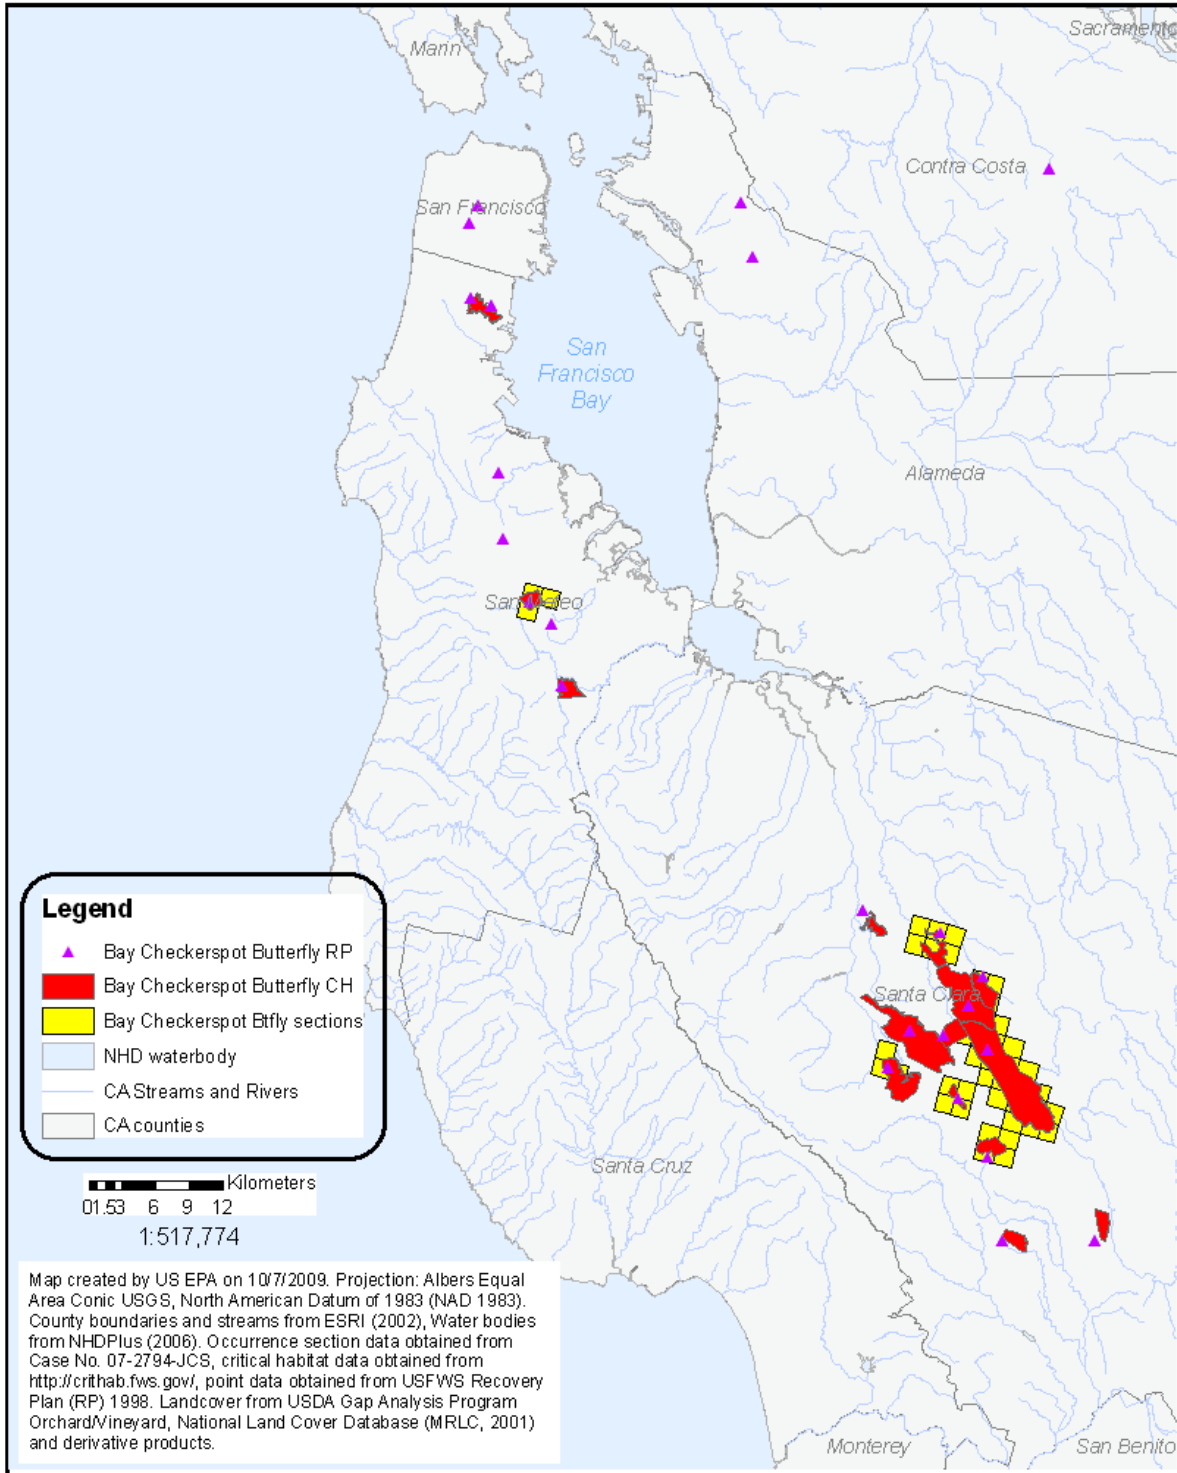 Marin
Sacramento
Contra Costa
San Francisco
San
Francisco
Bay
Alameda
San Mateo
Legend
Bay Checkerspot Butterfly RP
Bay Checkerspot Butterfly CH
Bay Checkerspot Btfly sections
NHD waterbody
CA Streams and Rivers
CA counties
Santa Clara
Santa Cruz
Kilometers
01.53 6 9 12
1:517,774
Map created by US EPA on 10/7/2009. Projection: Albers Equal
Area Conic USGS, North American Datum of 1983 (NAD 1983).
County boundaries and streams from ESRI (2002), Water bodies
from NHDPlus (2006). Occurrence section data obtained from
Case No. 07-2794-JCS, critical habitat data obtained from
http://crithab.fws.gov/, point data obtained from USFWS Recovery
Plan (RP) 1998. Landcover from USDA Gap Analysis Program
Orchard/Vineyard, National Land Cover Database (MRLC, 2001)
and derivative products.
Monterey
San Benito